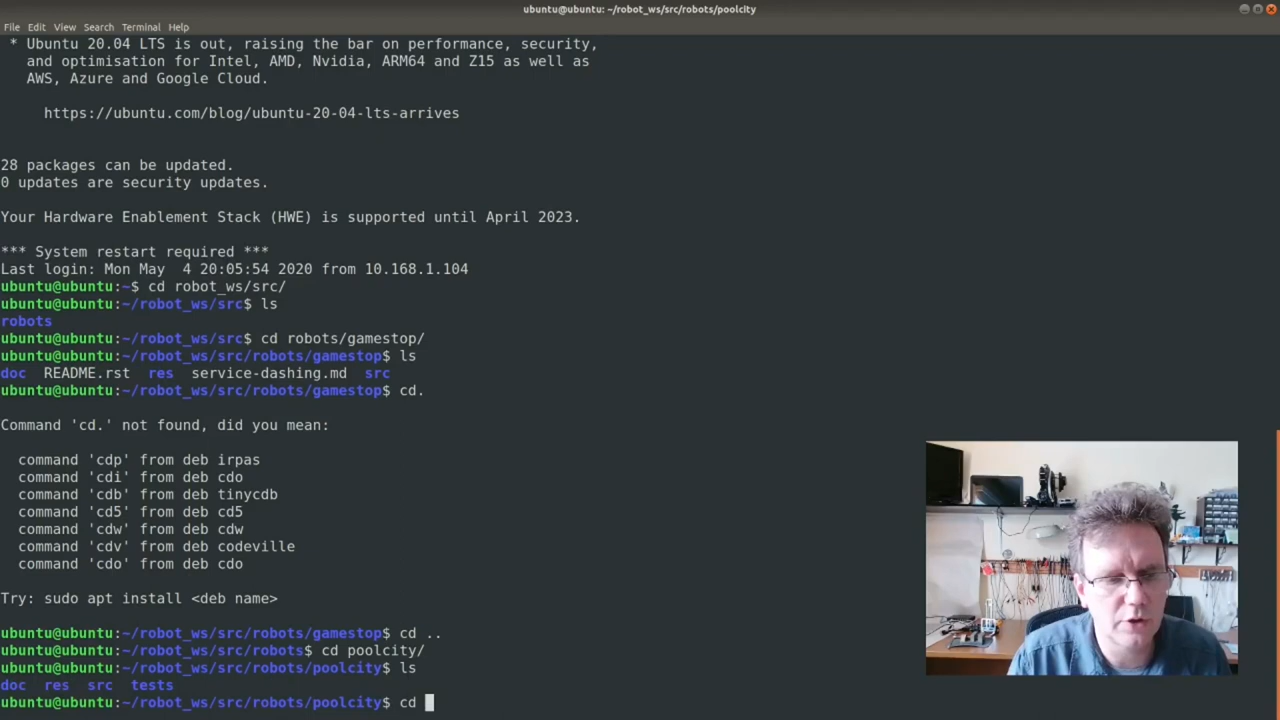 ubuntu@ubuntu: ~/robot_ws/src/robots/poolcity
File Edit View Search Terminal Help
* Ubuntu 20.04 LTS is out, raising the bar on performance, security,
and optimisation for Intel, AMD, Nvidia, ARM64 and Z15 as well as
AWS, Azure and Google Cloud.
https://ubuntu.com/blog/ubuntu-20-04-lts-arrives
28 packages can be updated.
0 updates are security updates.
Your Hardware Enablement Stack (HWE) is supported until April 2023.
*** System restart required ***
Last login: Mon May  4 20:05:54 2020 from 10.168.1.104
ubuntu@ubuntu:~$ cd robot_ws/src/
ubuntu@ubuntu:~/robot_ws/src$ ls
robots
ubuntu@ubuntu:~/robot_ws/src$ cd robots/gamestop/
ubuntu@ubuntu:~/robot_ws/src/robots/gamestop$ ls
doc  README.rst  res  service-dashing.md  src
ubuntu@ubuntu:~/robot_ws/src/robots/gamestop$ cd.
Command 'cd.' not found, did you mean:
command 'cdp' from deb irpas
command 'cdi' from deb cdo
command 'cdb' from deb tinycdb
command 'cd5' from deb cd5
command 'cdw' from deb cdw
command 'cdv' from deb codeville
command 'cdo' from deb cdo
Try: sudo apt install <deb name>
ubuntu@ubuntu:~/robot_ws/src/robots/gamestop$ cd ..
ubuntu@ubuntu:~/robot_ws/src/robots$ cd poolcity/
ubuntu@ubuntu:~/robot_ws/src/robots/poolcity$ ls
doc  res  src  tests
ubuntu@ubuntu:~/robot_ws/src/robots/poolcity$ cd